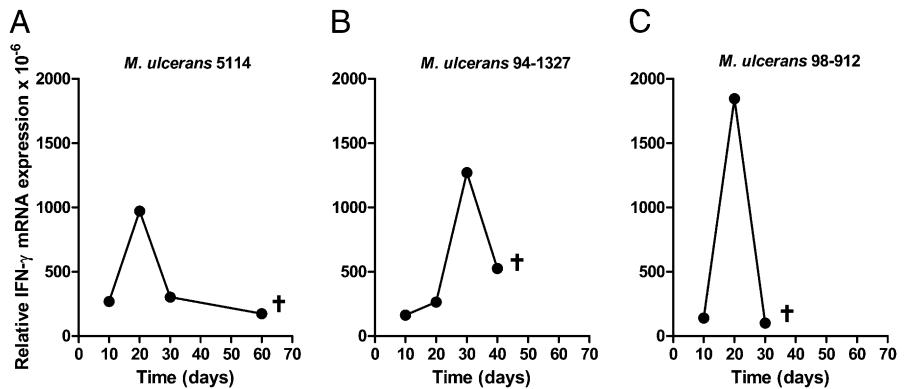 A
B
C
M. ulcerans 5114
M. ulcerans 94-1327
M. ulcerans 98-912
Relative IFN-γ mRNA expression x 10-6
2000
1500
1000
500
0
0 10 20 30 40 50 60 70
Time (days)
2000
1500
1000
500
0
0 10 20 30 40 50 60 70
Time (days)
2000
1500
1000
500
0
0 10 20 30 40 50 60 70
Time (days)
†
†
†